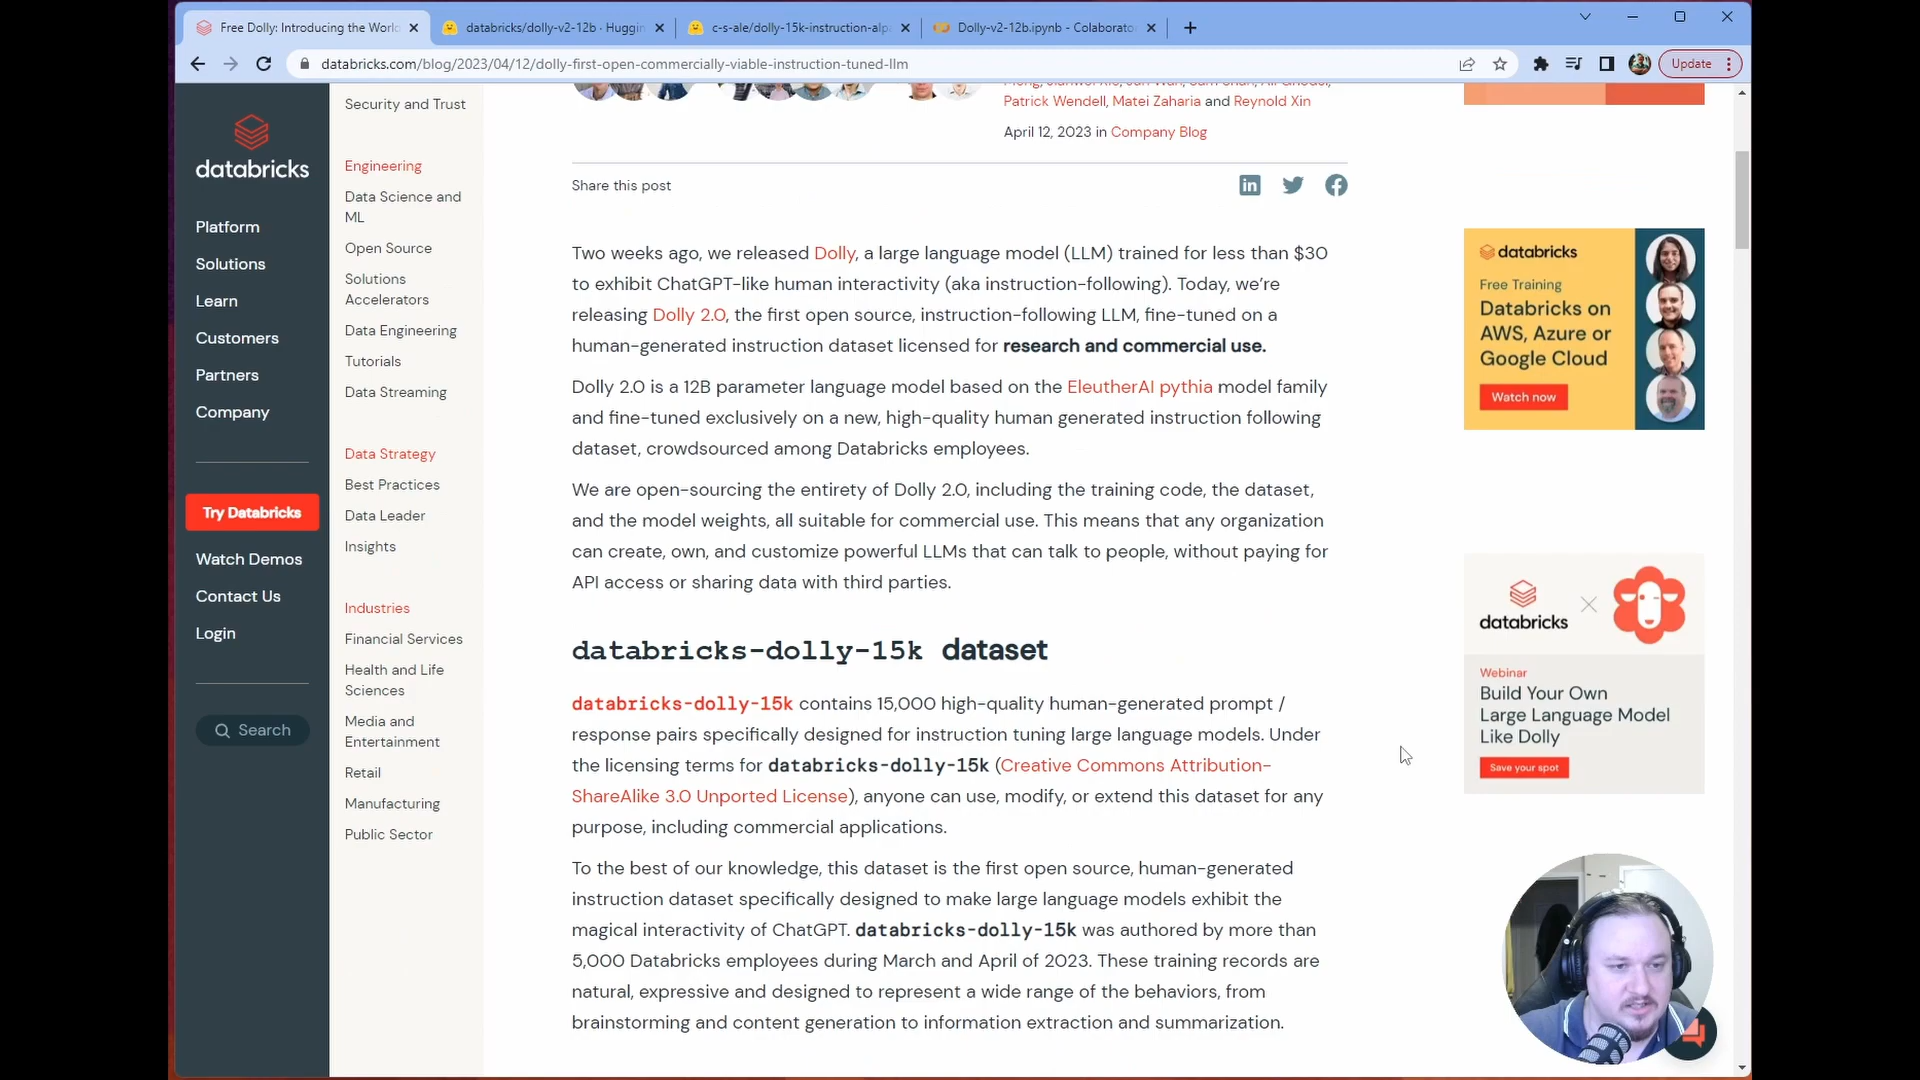 Free Dolly: Introducing the World
databricks/dolly-v2-12b · Huggin
c-s-ale/dolly-15k-instruction-alp
Dolly-v2-12b.ipynb - Colaborato
databricks.com/blog/2023/04/12/dolly-first-open-commercially-viable-instruction-tuned-llm
Update
databricks
Platform
Solutions
Learn
Customers
Partners
Company
Try Databricks
Watch Demos
Contact Us
Login
Search
Security and Trust
Engineering
Data Science and
ML
Open Source
Solutions
Accelerators
Data Engineering
Tutorials
Data Streaming
Data Strategy
Best Practices
Data Leader
Insights
Industries
Financial Services
Health and Life
Sciences
Media and
Entertainment
Retail
Manufacturing
Public Sector
Patrick Wendell, Matei Zaharia and Reynold Xin
April 12, 2023 in Company Blog
Share this post
Two weeks ago, we released Dolly, a large language model (LLM) trained for less than $30
to exhibit ChatGPT-like human interactivity (aka instruction-following). Today, we’re
releasing Dolly 2.0, the first open source, instruction-following LLM, fine-tuned on a
human-generated instruction dataset licensed for research and commercial use.
Dolly 2.0 is a 12B parameter language model based on the EleutherAI pythia model family
and fine-tuned exclusively on a new, high-quality human generated instruction following
dataset, crowdsourced among Databricks employees.
We are open-sourcing the entirety of Dolly 2.0, including the training code, the dataset,
and the model weights, all suitable for commercial use. This means that any organization
can create, own, and customize powerful LLMs that can talk to people, without paying for
API access or sharing data with third parties.
databricks-dolly-15k dataset
databricks-dolly-15k contains 15,000 high-quality human-generated prompt /
response pairs specifically designed for instruction tuning large language models. Under
the licensing terms for databricks-dolly-15k (Creative Commons Attribution-
ShareAlike 3.0 Unported License), anyone can use, modify, or extend this dataset for any
purpose, including commercial applications.
To the best of our knowledge, this dataset is the first open source, human-generated
instruction dataset specifically designed to make large language models exhibit the
magical interactivity of ChatGPT. databricks-dolly-15k was authored by more than
5,000 Databricks employees during March and April of 2023. These training records are
natural, expressive and designed to represent a wide range of the behaviors, from
brainstorming and content generation to information extraction and summarization.
databricks
Free Training
Databricks on
AWS, Azure or
Google Cloud
Watch now
databricks
Webinar
Build Your Own
Large Language Model
Like Dolly
Save your spot